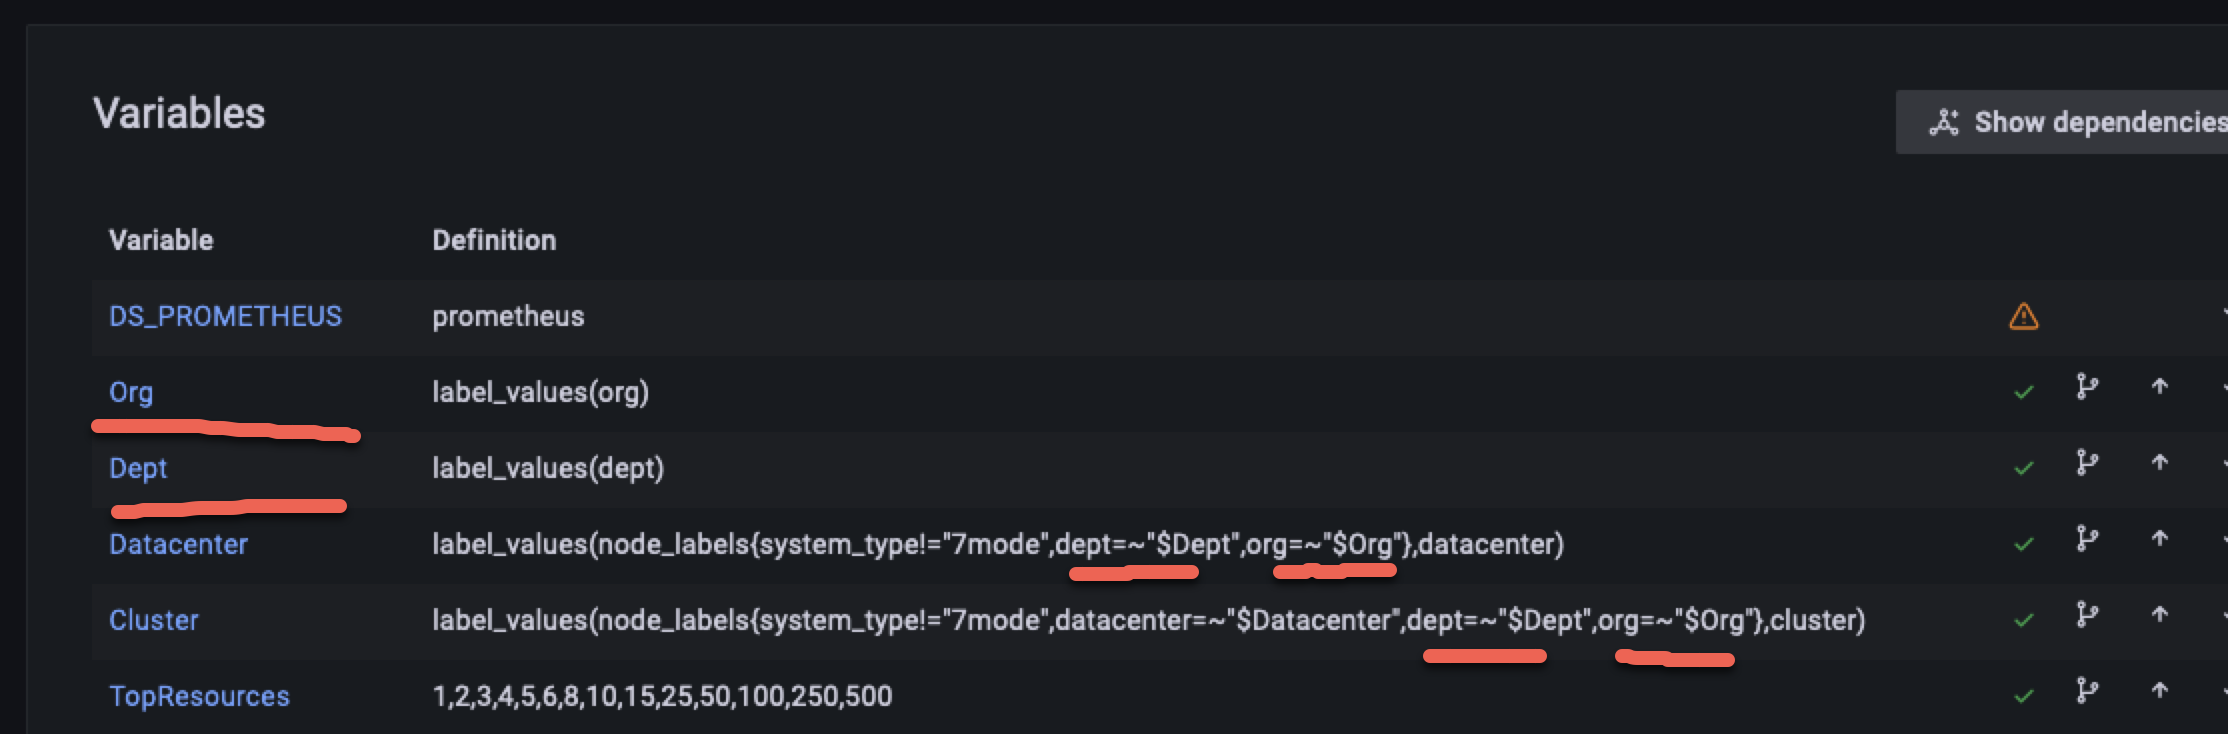 Variables
Show dependencies
Variable Definition
DS_PROMETHEUS prometheus
Org label_values(org)
Dept label_values(dept)
Datacenter label_values(node_labels{system_type!="7mode",dept=~"$Dept",org=~"$Org"},datacenter)
Cluster label_values(node_labels{system_type!="7mode",datacenter=~"$Datacenter",dept=~"$Dept",org=~"$Org"},cluster)
TopResources 1,2,3,4,5,6,8,10,15,25,50,100,250,500